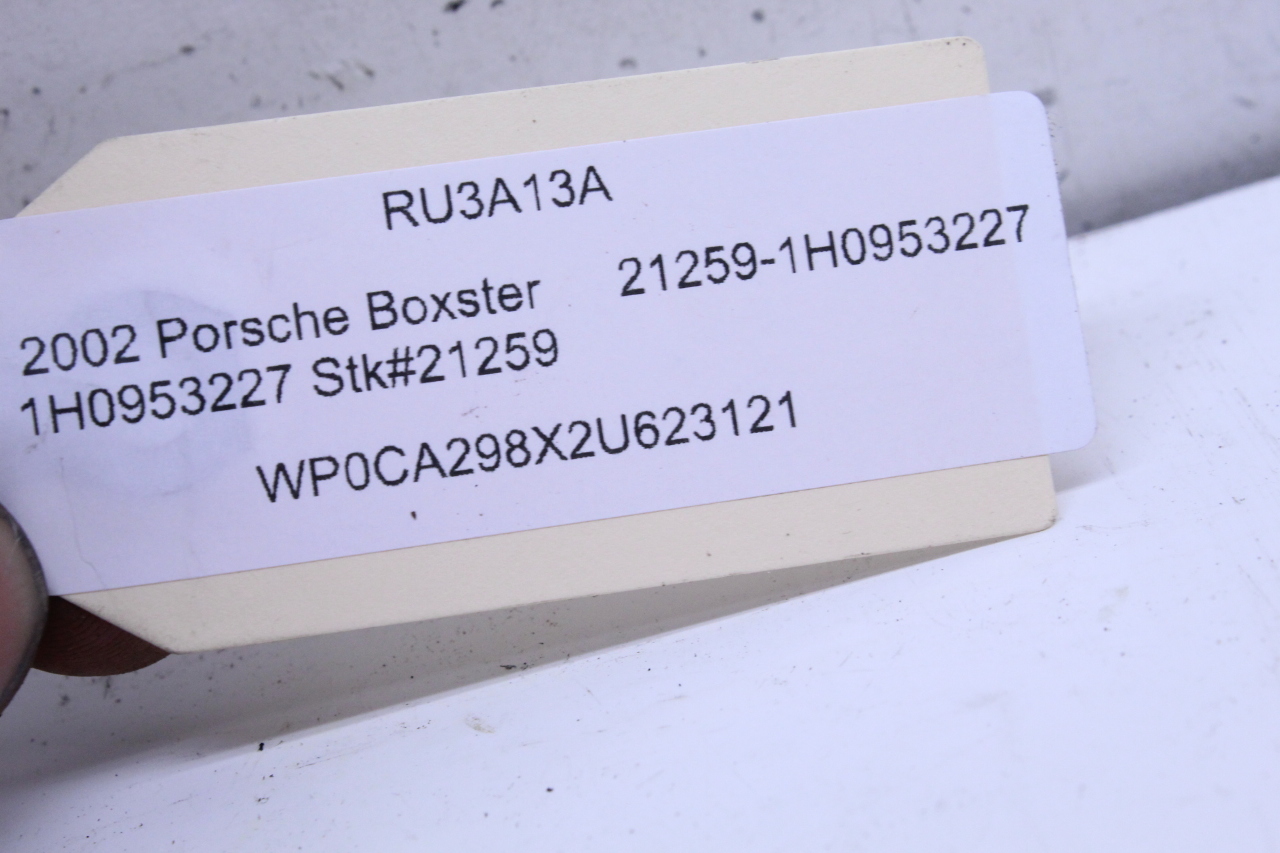 RU3A13A
2002 Porsche Boxster 21259-1H0953227
1H0953227 Stk#21259
WP0CA298X2U623121